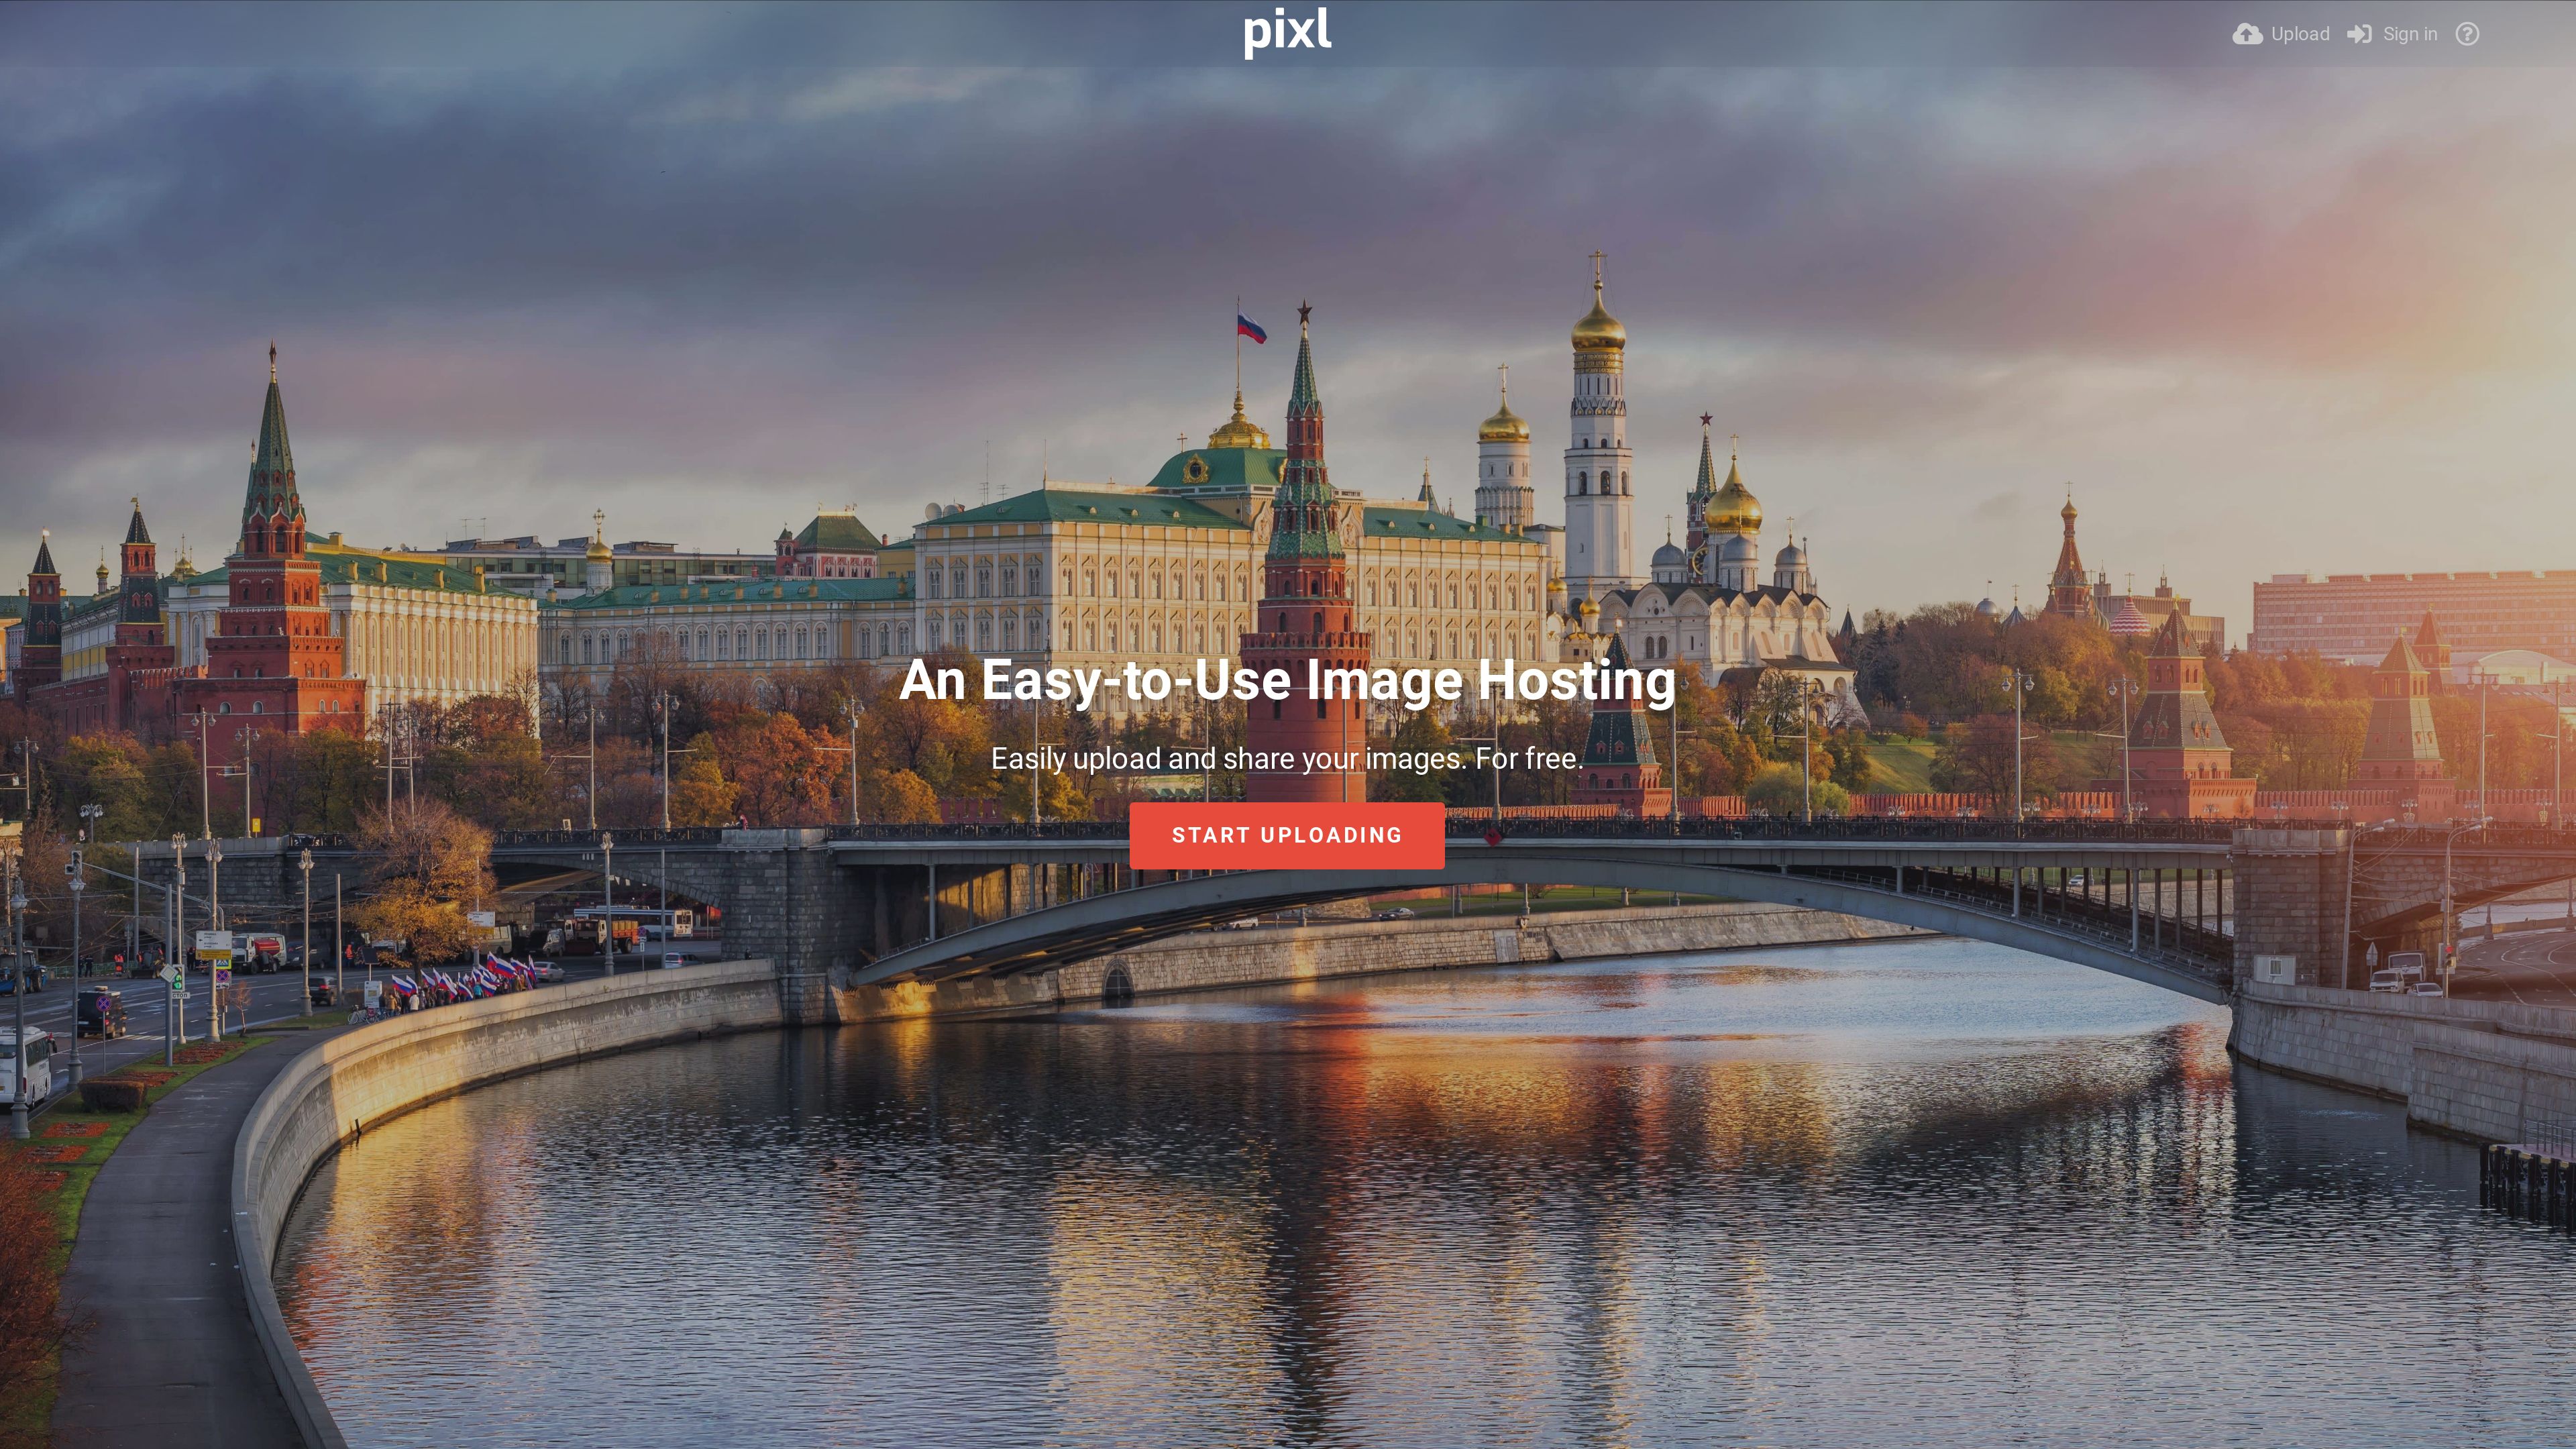 pixl
Upload
Sign in
An Easy-to-Use Image Hosting
Easily upload and share your images. For free.
START UPLOADING